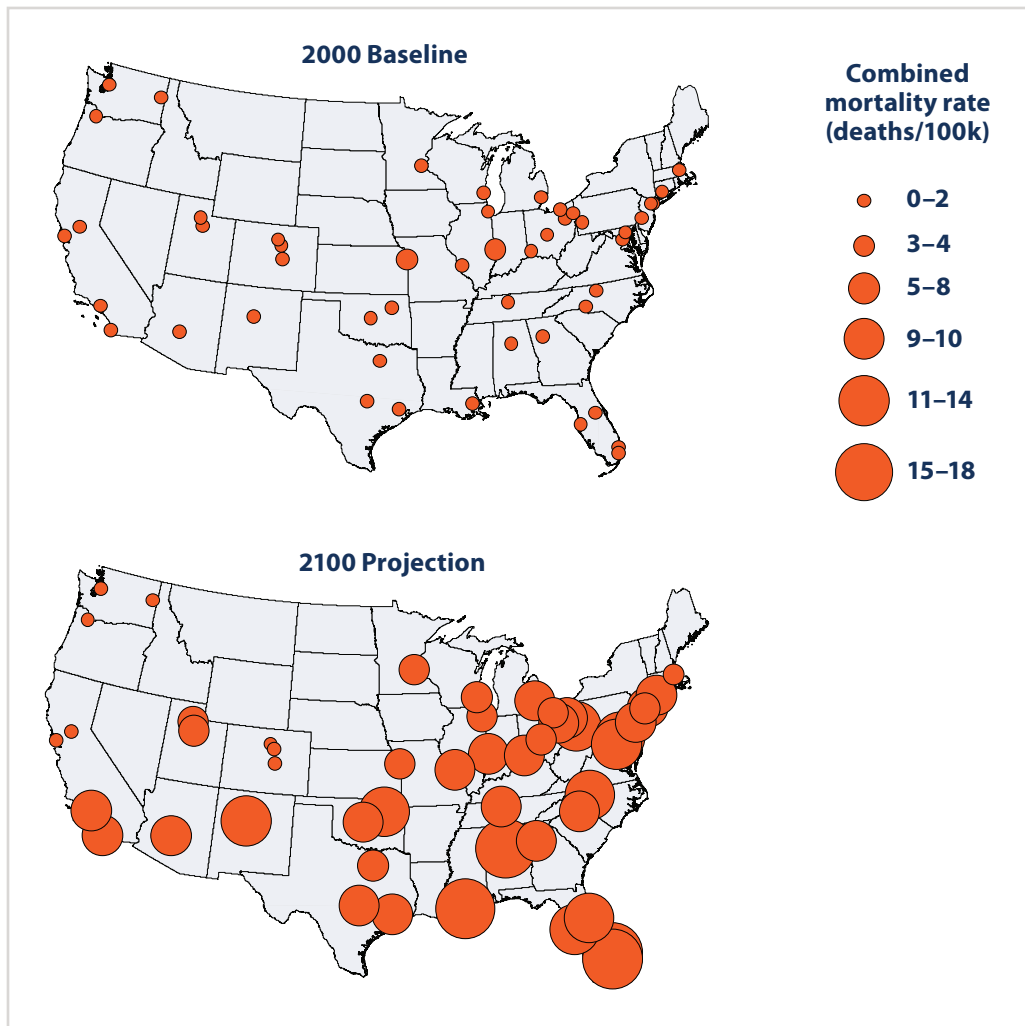 2000 Baseline
Combined
mortality rate
(deaths/100k)
0–2
3–4
5–8
9–10
11–14
15–18
2100 Projection